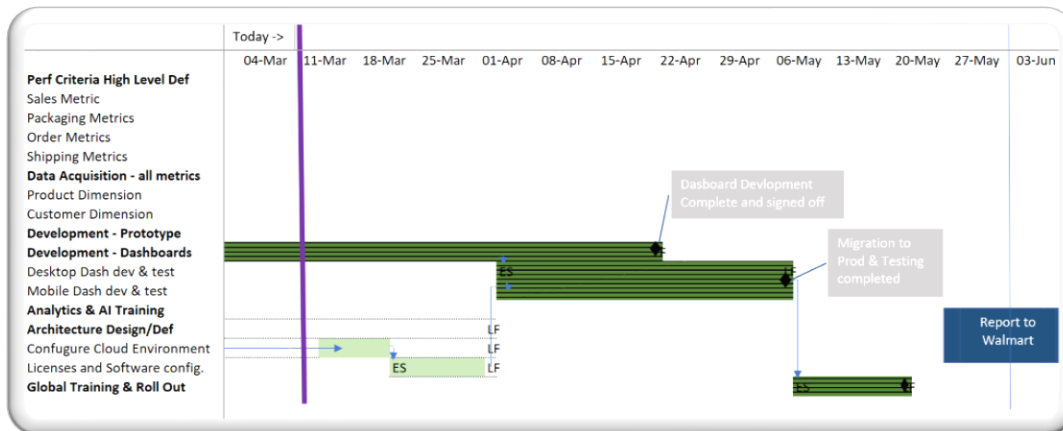 Today ->
04-Mar 11-Mar 18-Mar 25-Mar 01-Apr 08-Apr 15-Apr 22-Apr 29-Apr 06-May 13-May 20-May 27-May 03-Jun
Perf Criteria High Level Def
Sales Metric
Packaging Metrics
Order Metrics
Shipping Metrics
Data Acquisition - all metrics
Product Dimension
Dasboard Devlopment
Complete and signed off
Customer Dimension
Development - Prototype
Development - Dashboards
Migration to
Prod & Testing
completed
Desktop Dash dev & test
ES LF
Mobile Dash dev & test
Analytics & AI Training
Architecture Design/Def
LF
Report to
Walmart
Confugure Cloud Environment
LF
Licenses and Software config.
ES LF
Global Training & Roll Out
ES